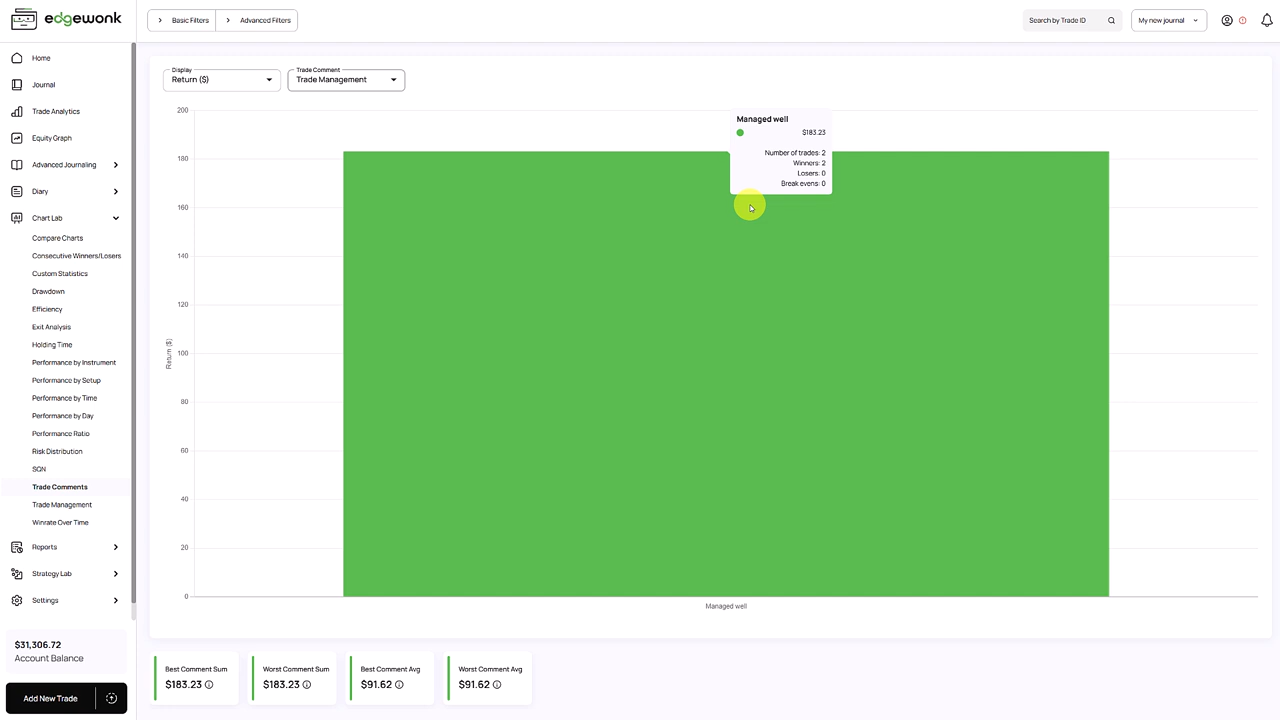 edgewonk
Basic Filters
Advanced Filters
Search by Trade ID
My new journal
Home
Journal
Trade Analytics
Equity Graph
Advanced Journaling
Diary
Chart Lab
Compare Charts
Consecutive Winners/Losers
Custom Statistics
Drawdown
Efficiency
Exit Analysis
Holding Time
Performance by Instrument
Performance by Setup
Performance by Time
Performance by Day
Performance Ratio
Risk Distribution
SQN
Trade Comments
Trade Management
Winrate Over Time
Reports
Strategy Lab
Settings
$31,306.72
Account Balance
Add New Trade
Display
Return ($)
Trade Comment
Trade Management
200
180
160
140
120
100
80
60
40
20
0
Return ($)
Managed well
$183.23
Number of trades: 2
Winners: 2
Losers: 0
Break evens: 0
Managed well
Best Comment Sum
$183.23
Worst Comment Sum
$183.23
Best Comment Avg
$91.62
Worst Comment Avg
$91.62